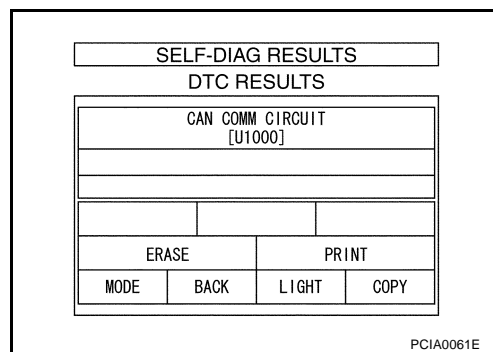 SELF-DIAG RESULTS
DTC RESULTS
CAN COMM CIRCUIT
[U1000]
ERASE PRINT
MODE BACK LIGHT COPY
PCIA0061E